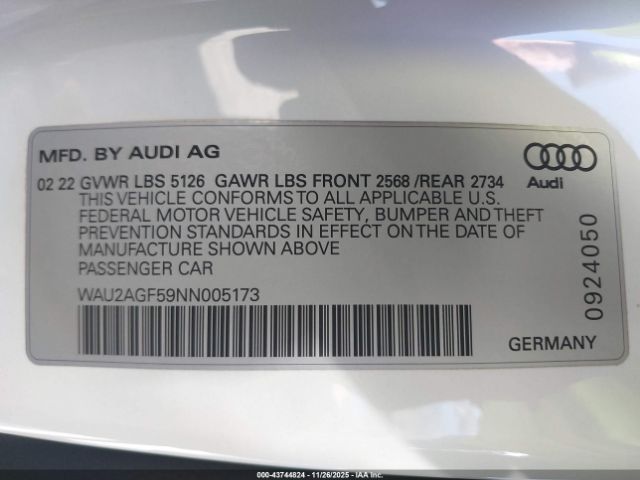 MFD. BY AUDI AG
02 22 GVWR LBS 5126 GAWR LBS FRONT 2568 /REAR 2734
THIS VEHICLE CONFORMS TO ALL APPLICABLE U.S.
FEDERAL MOTOR VEHICLE SAFETY, BUMPER AND THEFT
PREVENTION STANDARDS IN EFFECT ON THE DATE OF
MANUFACTURE SHOWN ABOVE
PASSENGER CAR
WAU2AGF59NN005173
Audi
0924050
GERMANY
© COPYRIGHT 43744824 | 11/26/2025 | IAAI, Inc.